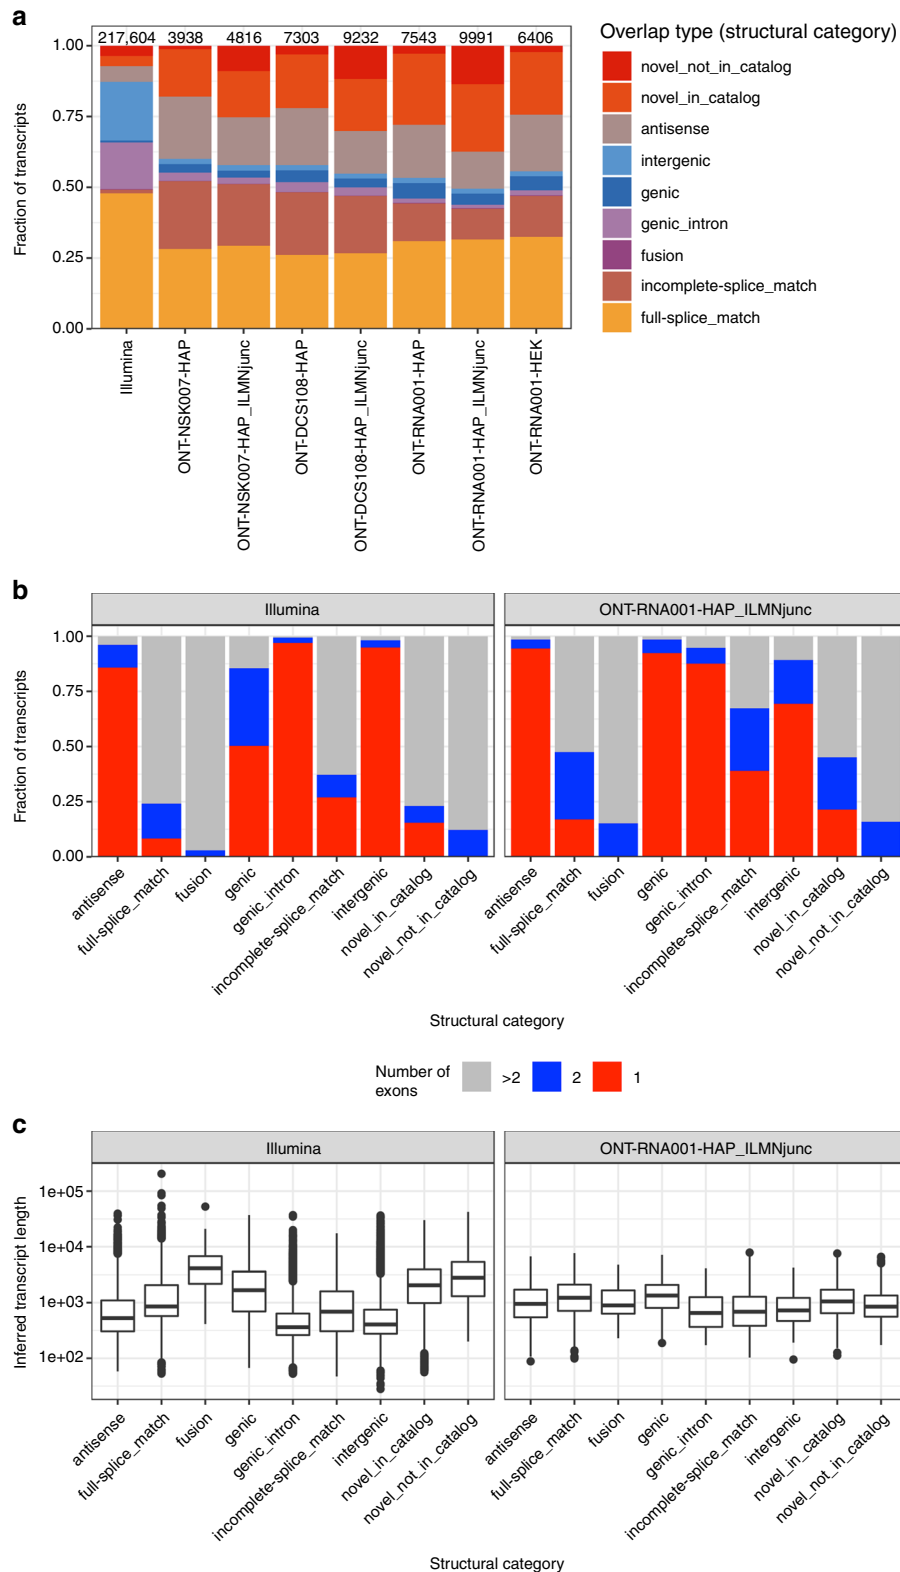 a
217,604 3938 4816 7303 9232 7543 9991 6406
1.00
0.75
0.50
0.25
0.00
Fraction of transcripts
Illumina
ONT-NSK007-HAP
ONT-NSK007-HAP_ILMNjunc
ONT-DCS108-HAP
ONT-DCS108-HAP_ILMNjunc
ONT-RNA001-HAP
ONT-RNA001-HAP_ILMNjunc
ONT-RNA001-HEK
Overlap type (structural category)
novel_not_in_catalog
novel_in_catalog
antisense
intergenic
genic
genic_intron
fusion
incomplete-splice_match
full-splice_match
b
Illumina
ONT-RNA001-HAP_ILMNjunc
1.00
0.75
0.50
0.25
0.00
Fraction of transcripts
antisense
full-splice_match
fusion
genic
genic_intron
incomplete-splice_match
intergenic
novel_in_catalog
novel_not_in_catalog
antisense
full-splice_match
fusion
genic
genic_intron
incomplete-splice_match
intergenic
novel_in_catalog
novel_not_in_catalog
Structural category
Number of
exons
>2
2
1
c
Illumina
ONT-RNA001-HAP_ILMNjunc
1e+05
1e+04
1e+03
1e+02
Inferred transcript length
antisense
full-splice_match
fusion
genic
genic_intron
incomplete-splice_match
intergenic
novel_in_catalog
novel_not_in_catalog
antisense
full-splice_match
fusion
genic
genic_intron
incomplete-splice_match
intergenic
novel_in_catalog
novel_not_in_catalog
Structural category